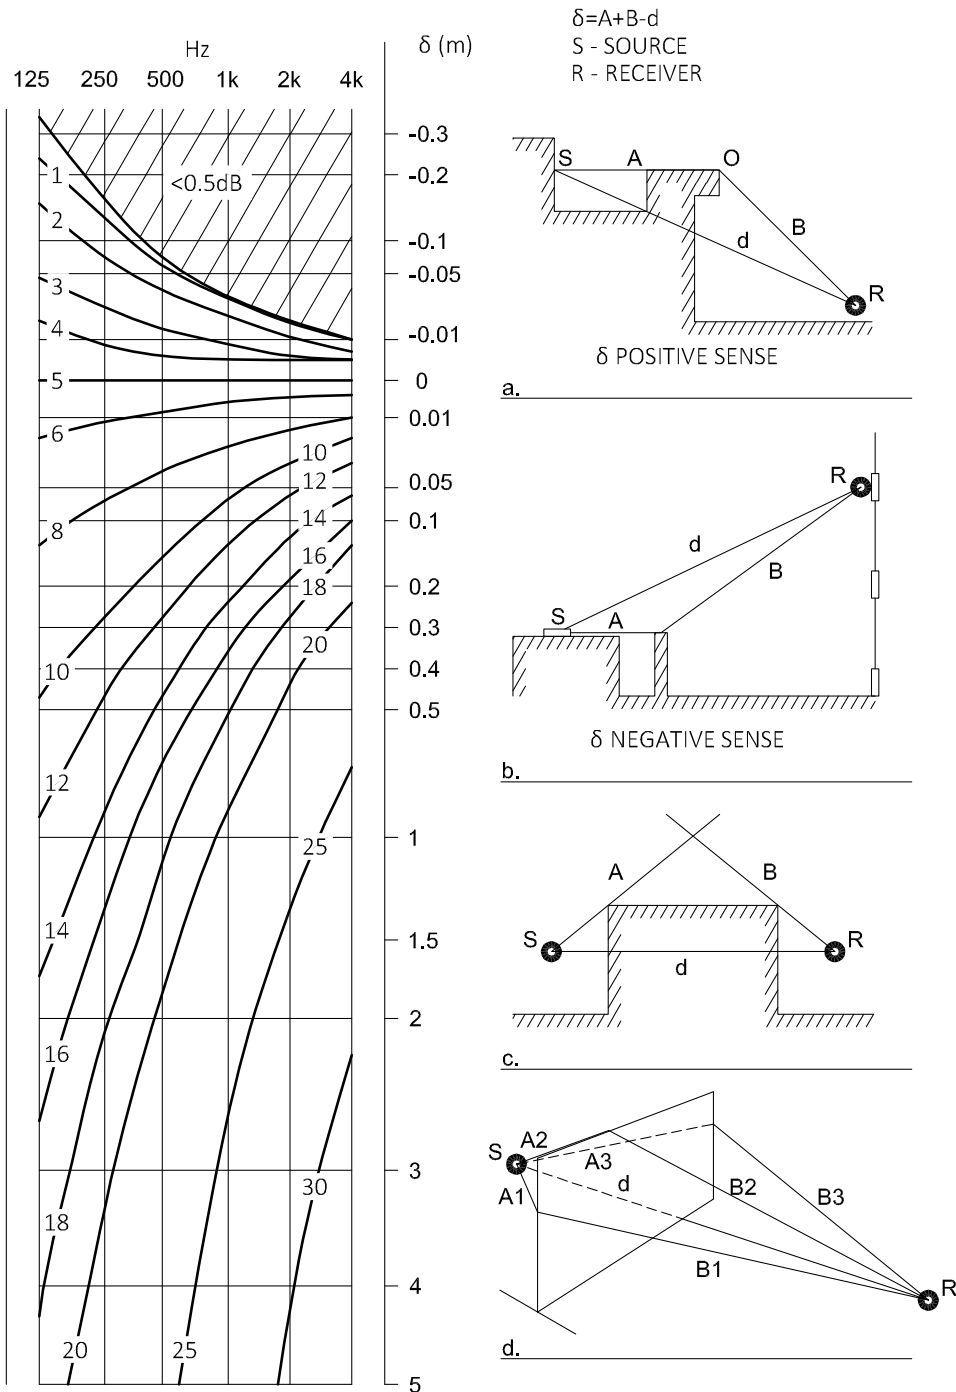 Hz
δ (m)
125 250 500 1k 2k 4k
-0.3
-0.2
-0.1
-0.05
-0.01
0
0.01
0.05
0.1
0.2
0.3
0.4
0.5
1
1.5
2
3
4
5
<0.5dB
1
2
3
4
5
6
8
10
12
14
16
18
20
10
12
14
16
18
20
25
25
30
δ=A+B-d
S - SOURCE
R - RECEIVER
S A O
B
d
R
δ POSITIVE SENSE
a.
R
d
B
S A
δ NEGATIVE SENSE
b.
A B
S R
d
c.
S A2
A3
A1 d B2 B3
B1
R
d.